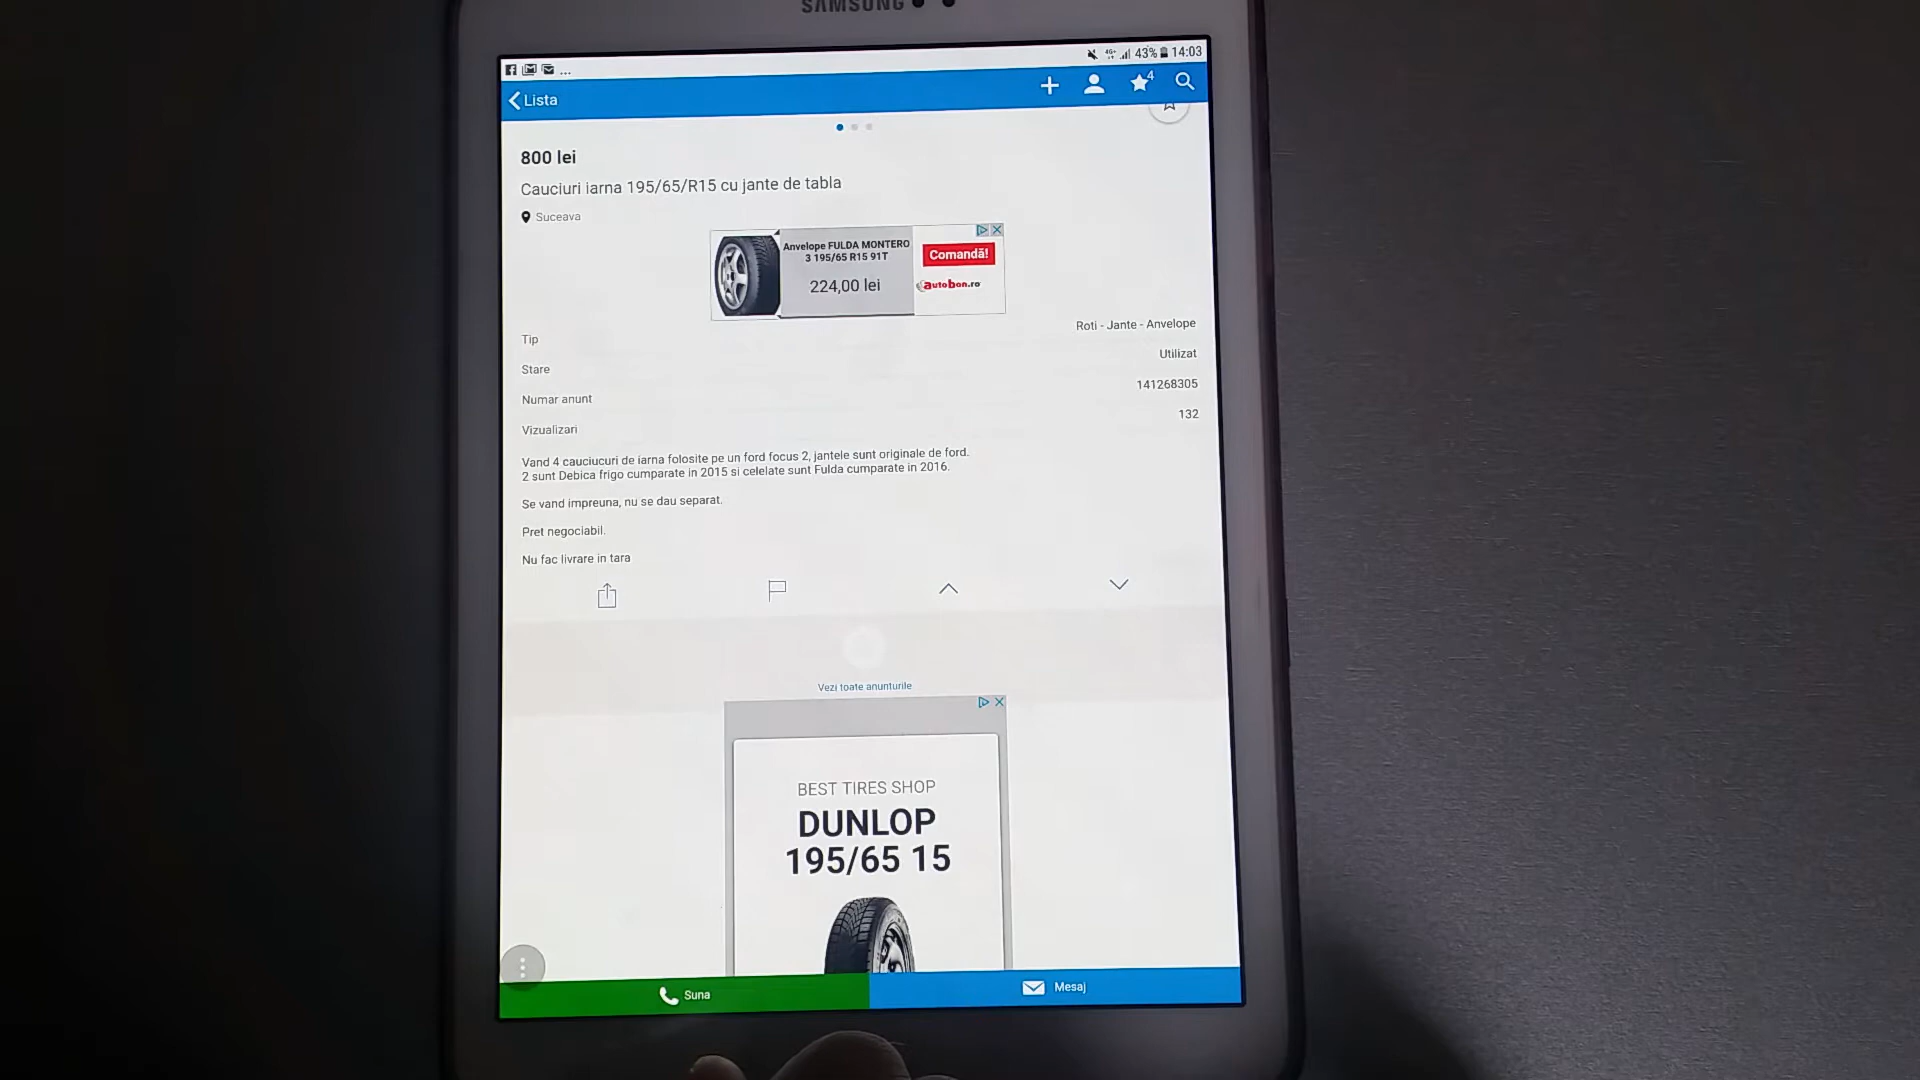 SAMSUNG
... 4G+ 43% 14:03
Lista
4
800 lei
Cauciuri iarna 195/65/R15 cu jante de tabla
Suceava
Anvelope FULDA MONTERO
3 195/65 R15 91T
224,00 lei
Comandă!
autobon.ro
Tip
Roti - Jante - Anvelope
Stare
Utilizat
Numar anunt
141268305
Vizualizari
132
Vand 4 cauciucuri de iarna folosite pe un ford focus 2, jantele sunt originale de ford.
2 sunt Debica frigo cumparate in 2015 si celelate sunt Fulda cumparate in 2016.
Se vand impreuna, nu se dau separat.
Pret negociabil.
Nu fac livrare in tara
Vezi toate anunturile
BEST TIRES SHOP
DUNLOP
195/65 15
Suna
Mesaj